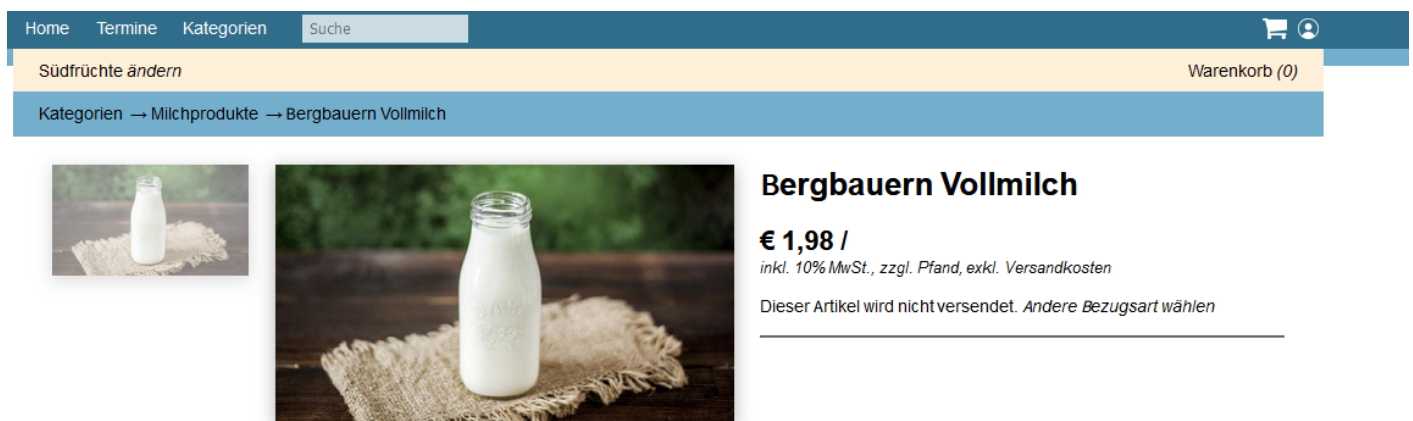 Home Termine Kategorien Suche
Südfrüchte ändern Warenkorb (0)
Kategorien → Milchprodukte → Bergbauern Vollmilch
Bergbauern Vollmilch
€ 1,98 /
inkl. 10% MwSt., zzgl. Pfand, exkl. Versandkosten
Dieser Artikel wird nicht versendet. Andere Bezugsart wählen